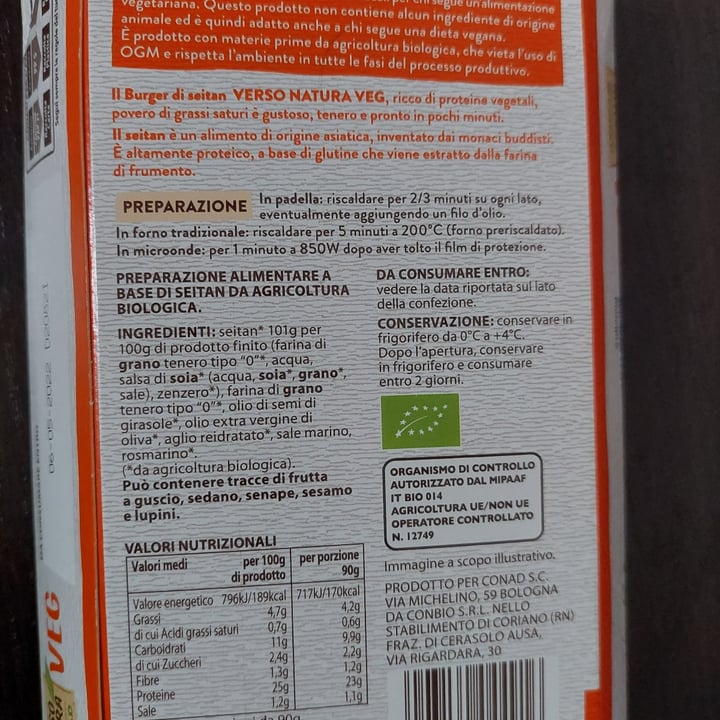 segue un'alimentazione
vegetariana. Questo prodotto non contiene alcun ingrediente di origine
animale ed è quindi adatto anche a chi segue una dieta vegana.
È prodotto con materie prime da agricoltura biologica, che vieta l'uso di
OGM e rispetta l'ambiente in tutte le fasi del processo produttivo.
Il Burger di seitan VERSO NATURA VEG, ricco di proteine vegetali,
povero di grassi saturi è gustoso, tenero e pronto in pochi minuti.
Il seitan è un alimento di origine asiatica, inventato dai monaci buddisti.
È altamente proteico, a base di glutine che viene estratto dalla farina
di frumento.
PREPARAZIONE In padella: riscaldare per 2/3 minuti su ogni lato,
eventualmente aggiungendo un filo d'olio.
In forno tradizionale: riscaldare per 5 minuti a 200°C (forno preriscaldato).
In microonde: per 1 minuto a 850W dopo aver tolto il film di protezione.
PREPARAZIONE ALIMENTARE A
BASE DI SEITAN DA AGRICOLTURA
BIOLOGICA.
INGREDIENTI: seitan* 101g per
100g di prodotto finito (farina di
grano tenero tipo "0"*, acqua,
salsa di soia* (acqua, soia*, grano*,
sale), zenzero*), farina di grano
tenero tipo "0"*, olio di semi di
girasole*, olio extra vergine di
oliva*, aglio reidratato*, sale marino,
rosmarino*.
(*da agricoltura biologica).
Può contenere tracce di frutta
a guscio, sedano, senape, sesamo
e lupini.
DA CONSUMARE ENTRO:
vedere la data riportata sul lato
della confezione.
CONSERVAZIONE: conservare in
frigorifero da 0°C a +4°C.
Dopo l'apertura, conservare
in frigorifero e consumare
entro 2 giorni.
ORGANISMO DI CONTROLLO
AUTORIZZATO DAL MIPAAF
IT BIO 014
AGRICOLTURA UE/NON UE
OPERATORE CONTROLLATO
N. 12749
Immagine a scopo illustrativo.
PRODOTTO PER CONAD S.C.
VIA MICHELINO, 59 BOLOGNA
DA CONBIO S.R.L. NELLO
STABILIMENTO DI CORIANO (RN)
FRAZ. DI CERASOLO AUSA,
VIA RIGARDARA, 30
VALORI NUTRIZIONALI
Valori medi per 100g di prodotto per porzione 90g
Valore energetico 796kJ/189kcal 717kJ/170kcal
Grassi 4,7g 4,2g
di cui Acidi grassi saturi 0,7g 0,6g
Carboidrati 11g 9,9g
di cui Zuccheri 2,4g 2,2g
Fibre 1,3g 1,2g
Proteine 25g 23g
Sale 1,2g 1,1g
da 90g
DA CONSUMARSI ENTRO
06-05-2022 D20621
VEG